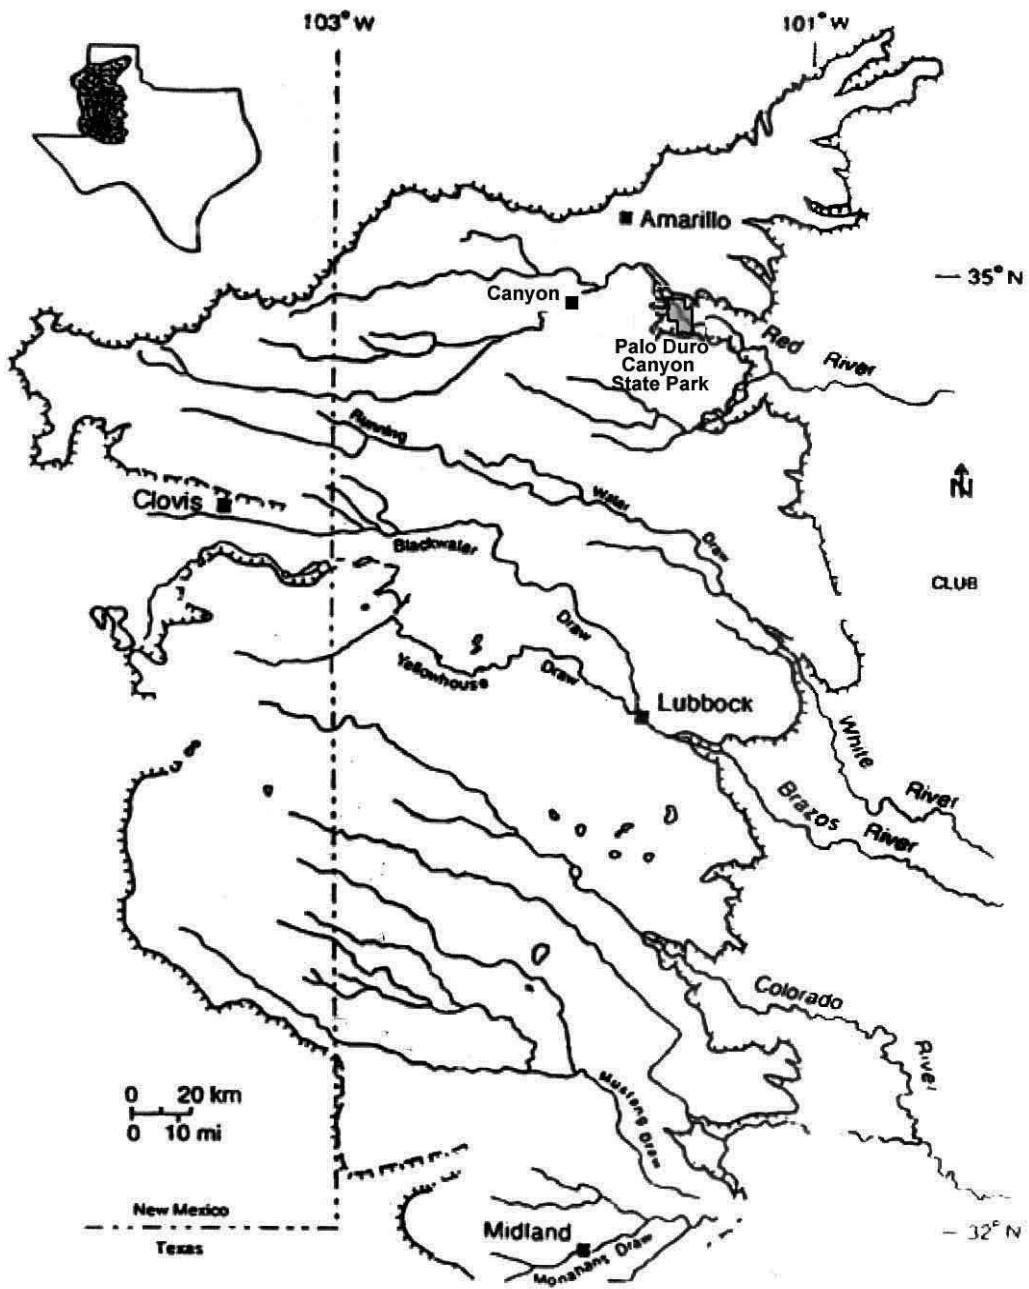 103°W
101°W
Amarillo
35°N
Canyon
Red
River
Palo Duro
Canyon
State Park
Running
Water
Draw
N
Clovis
Blackwater
Draw
CLUB
Yellowhouse
Draw
Lubbock
White
River
Brazos
River
Colorado
River
0 20 km
0 10 mi
Mustang Draw
New Mexico
Texas
Midland
Monahans Draw
32°N